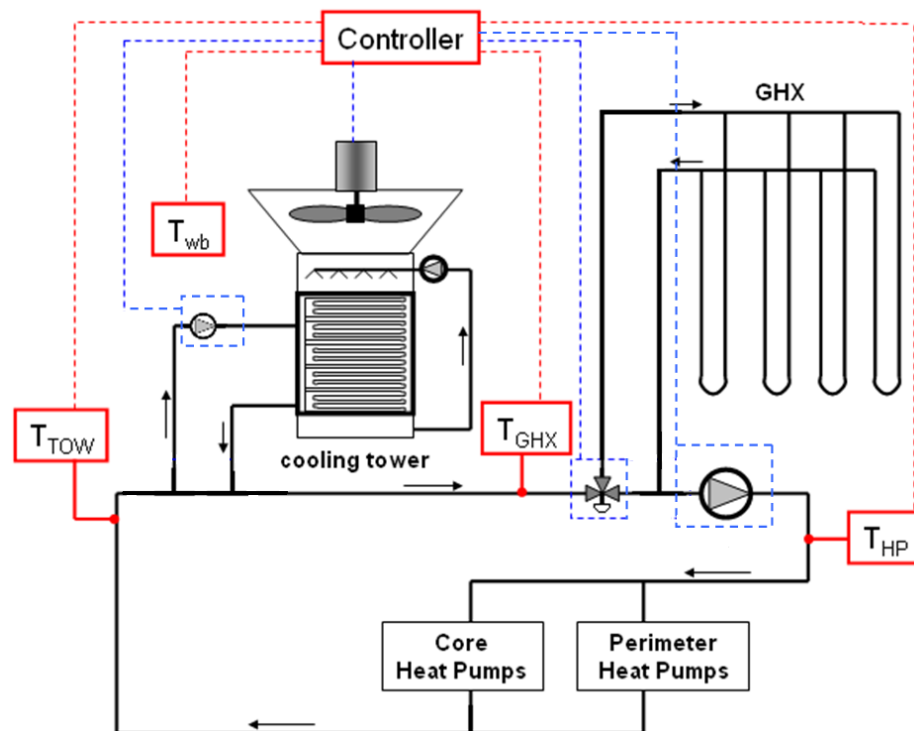 Controller
GHX
Twb
TTOW
TGHX
cooling tower
THP
Core
Heat Pumps
Perimeter
Heat Pumps